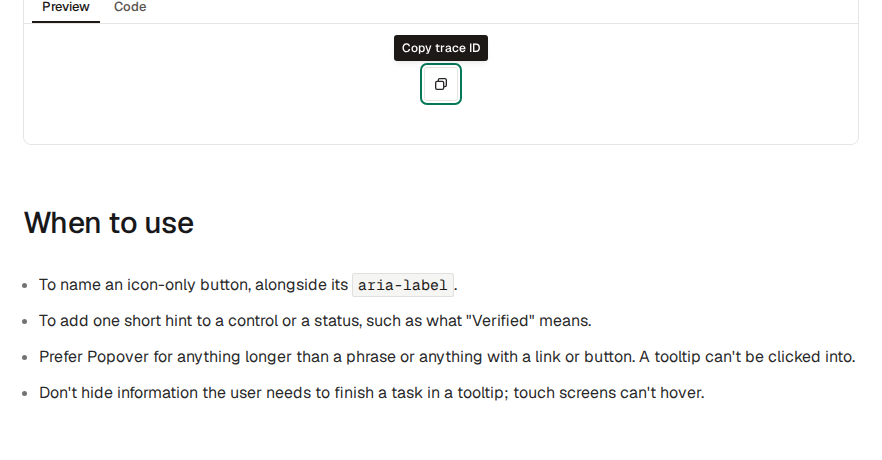 Preview Code
Copy trace ID
When to use
To name an icon-only button, alongside its aria-label.
To add one short hint to a control or a status, such as what "Verified" means.
Prefer Popover for anything longer than a phrase or anything with a link or button. A tooltip can't be clicked into.
Don't hide information the user needs to finish a task in a tooltip; touch screens can't hover.